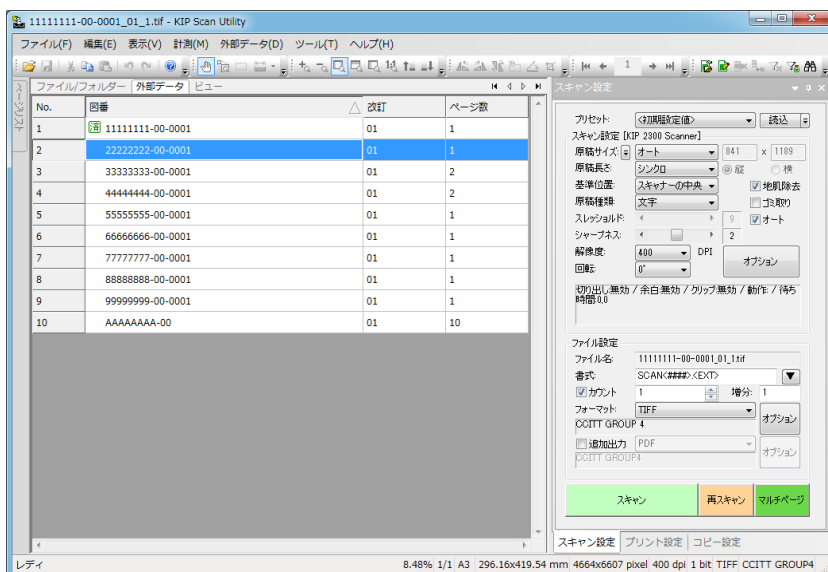 11111111-00-0001_01_1.tif - KIP Scan Utility
ファイル(F) 編集(E) 表示(V) 計測(M) 外部データ(D) ツール(T) ヘルプ(H)
1
ページリスト
ファイル/フォルダー 外部データ ビュー
No. 図番 改訂 ページ数
1 済 11111111-00-0001 01 1
2 22222222-00-0001 01 1
3 33333333-00-0001 01 2
4 44444444-00-0001 01 2
5 55555555-00-0001 01 1
6 66666666-00-0001 01 1
7 77777777-00-0001 01 1
8 88888888-00-0001 01 1
9 99999999-00-0001 01 1
10 AAAAAAAA-00 01 10
スキャン設定
プリセット: <初期設定値> 読込
スキャン設定 [KIP 2300 Scanner]
原稿サイズ: オート 841 x 1189
原稿長さ: シンクロ 縦 横
基準位置: スキャナーの中央 地肌除去
原稿種類: 文字 ゴミ取り
スレッショルド: 9 オート
シャープネス: 2
解像度: 400 DPI
回転: 0° オプション
切り出し:無効 / 余白:無効 / クリップ:無効 / 動作: / 待ち
時間:0.0
ファイル設定
ファイル名: 11111111-00-0001_01_1.tif
書式: SCAN<####>.<EXT>
カウント 1 増分: 1
フォーマット: TIFF オプション
CCITT GROUP 4
追加出力 PDF オプション
CCITT GROUP4
スキャン 再スキャン マルチページ
スキャン設定 プリント設定 コピー設定
レディ 8.48% 1/1 A3 296.16x419.54 mm 4664x6607 pixel 400 dpi 1 bit TIFF CCITT GROUP4